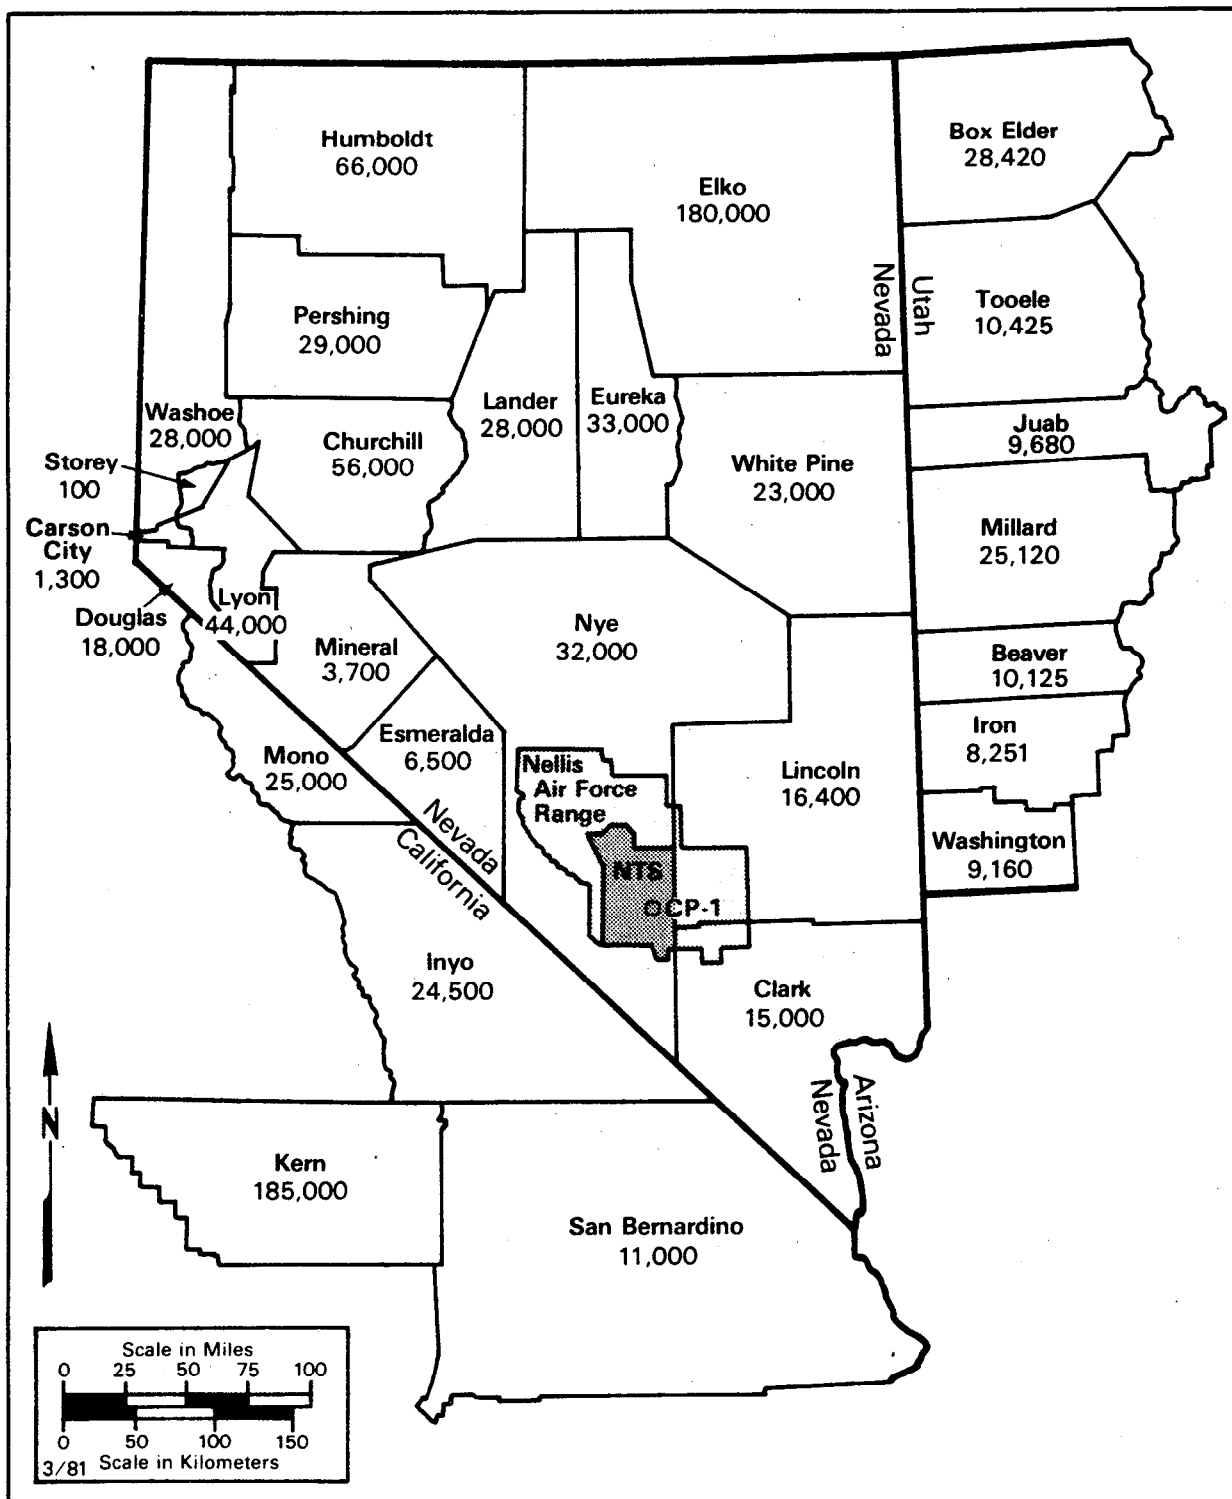 Humboldt
66,000
Elko
180,000
Box Elder
28,420
Nevada
Utah
Tooele
10,425
Pershing
29,000
Washoe
28,000
Churchill
56,000
Lander
28,000
Eureka
33,000
Juab
9,680
Storey
100
White Pine
23,000
Carson
City
1,300
Millard
25,120
Douglas
18,000
Lyon
44,000
Mineral
3,700
Nye
32,000
Beaver
10,125
Mono
25,000
Esmeralda
6,500
Iron
8,251
Nellis
Air Force
Range
Lincoln
16,400
Nevada
California
Washington
9,160
NTS
OCP-1
Inyo
24,500
Clark
15,000
Arizona
Nevada
N
Kern
185,000
San Bernardino
11,000
Scale in Miles
0 25 50 75 100
0 50 100 150
3/81 Scale in Kilometers